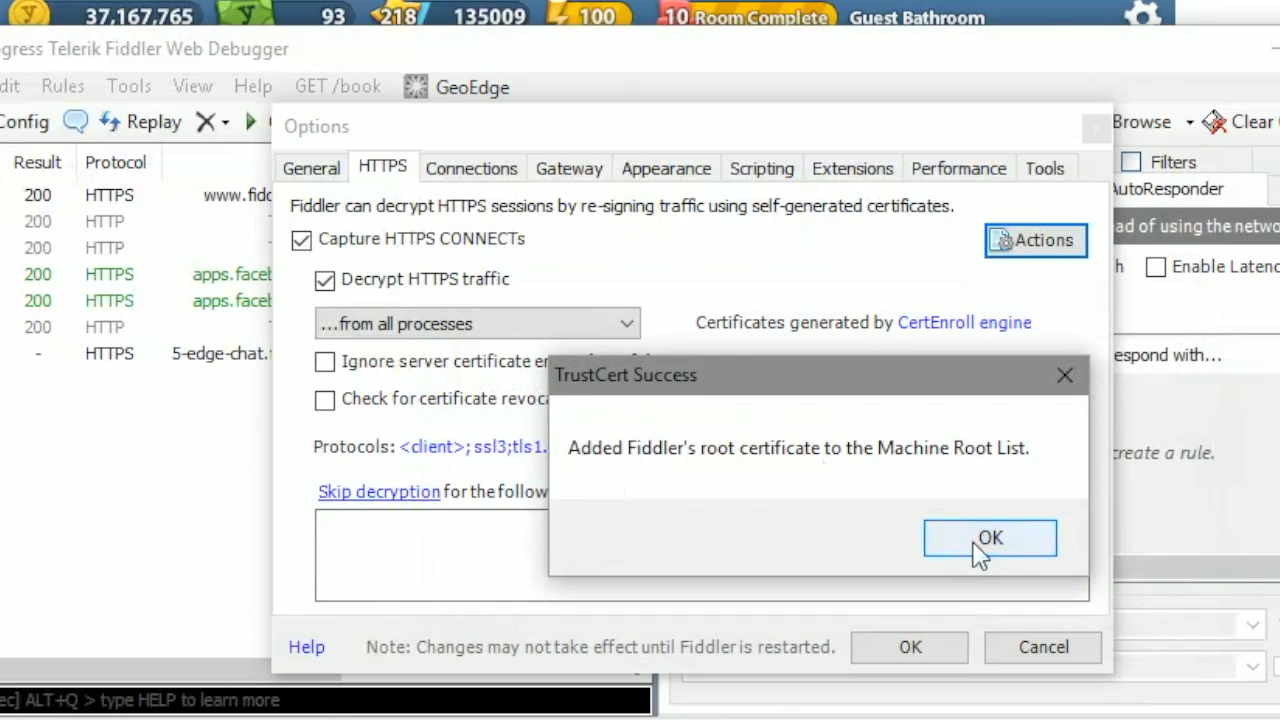 37,167,765 93 218 135009 100 10 Room Complete Guest Bathroom
ogress Telerik Fiddler Web Debugger
dit Rules Tools View Help GET /book GeoEdge
Config Replay Browse Clear
Options
Result Protocol Filters
General HTTPS Connections Gateway Appearance Scripting Extensions Performance Tools
AutoResponder
200 HTTPS www.fidd
Fiddler can decrypt HTTPS sessions by re-signing traffic using self-generated certificates.
200 HTTP
Capture HTTPS CONNECTs
Actions
ad of using the netwo
200 HTTP
200 HTTPS apps.faceb
Decrypt HTTPS traffic
h Enable Latenc
200 HTTPS apps.faceb
...from all processes
Certificates generated by CertEnroll engine
200 HTTP
- HTTPS 5-edge-chat.
Ignore server certificate er
espond with...
TrustCert Success
Check for certificate revoca
Protocols: <client>;ssl3;tls1.
Added Fiddler's root certificate to the Machine Root List.
create a rule.
Skip decryption for the follow
OK
Help Note: Changes may not take effect until Fiddler is restarted. OK Cancel
ec] ALT+Q > type HELP to learn more